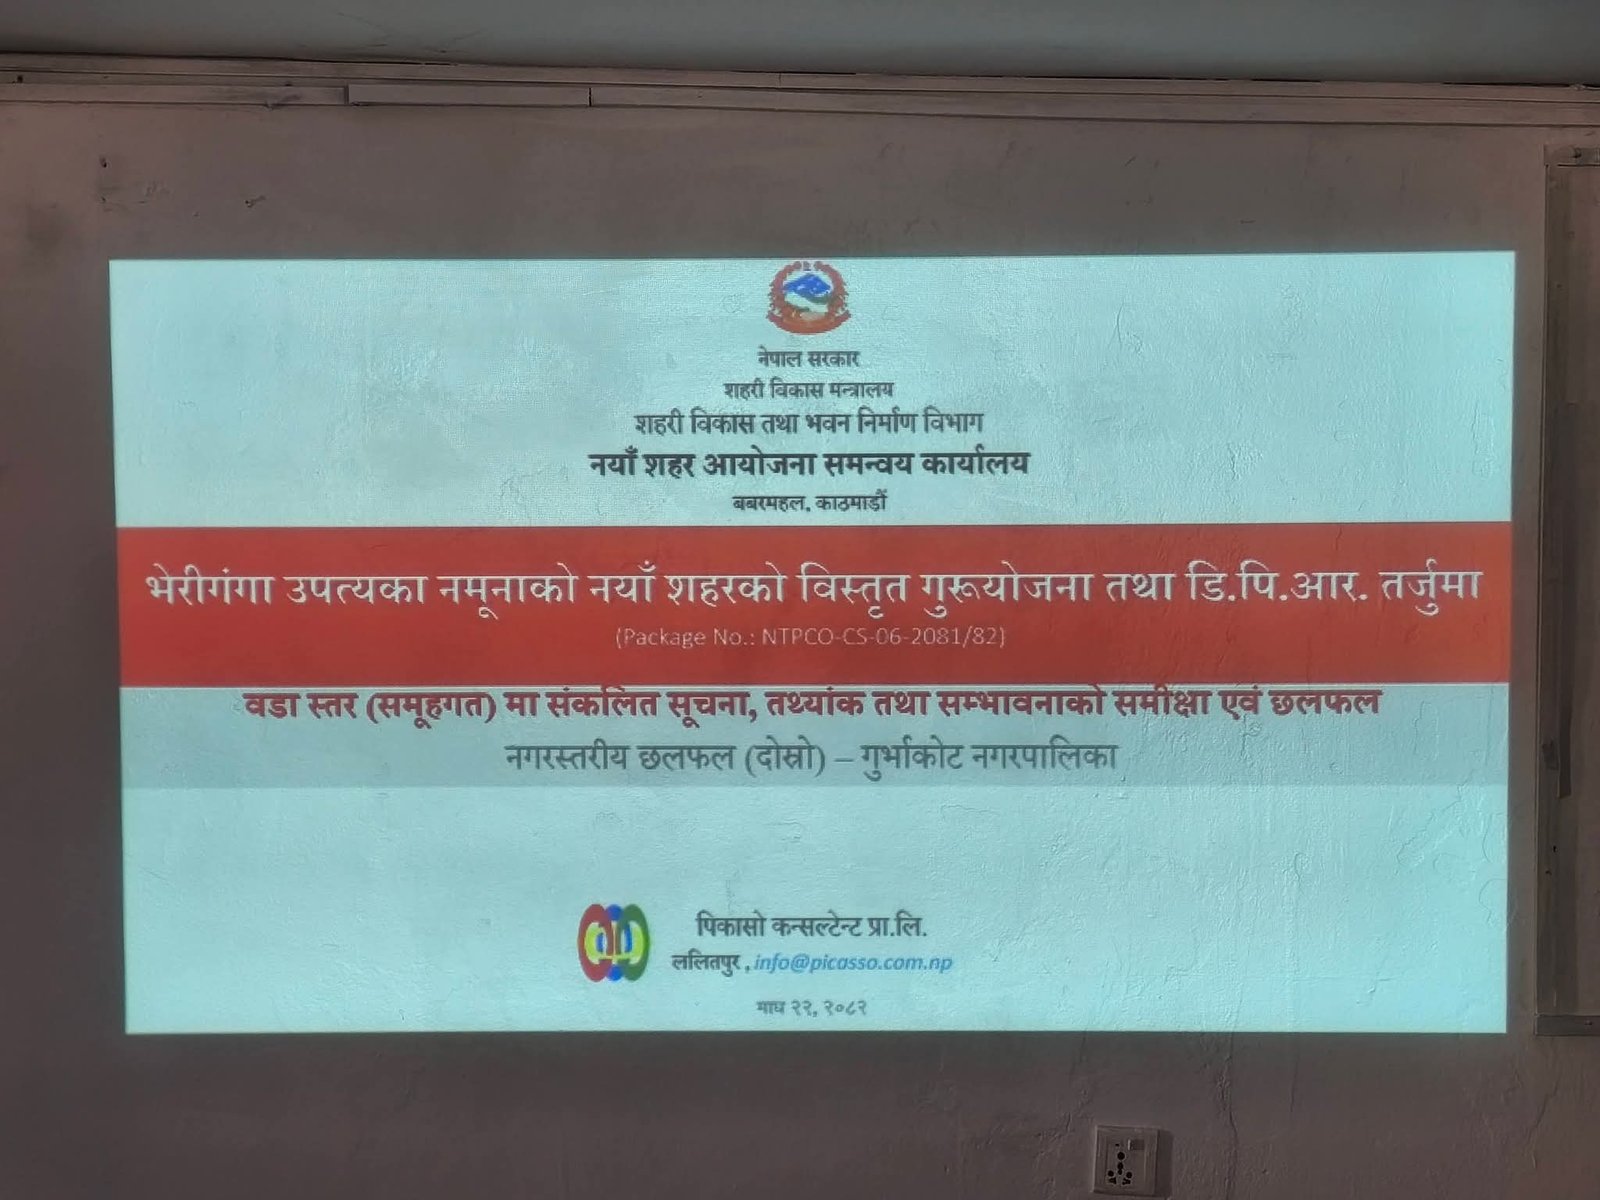 नेपाल सरकार
शहरी विकास मन्त्रालय
शहरी विकास तथा भवन निर्माण विभाग
नयाँ शहर आयोजना समन्वय कार्यालय
बबरमहल, काठमाडौं
भेरीगंगा उपत्यका नमूनाको नयाँ शहरको विस्तृत गुरूयोजना तथा डि.पि.आर. तर्जुमा
(Package No.: NTPCO-CS-06-2081/82)
वडा स्तर (समूहगत) मा संकलित सूचना, तथ्यांक तथा सम्भावनाको समीक्षा एवं छलफल
नगरस्तरीय छलफल (दोस्रो) – गुर्भाकोट नगरपालिका
पिकासो कन्सल्टेन्ट प्रा.लि.
ललितपुर , info@picasso.com.np
माघ २२, २०८२